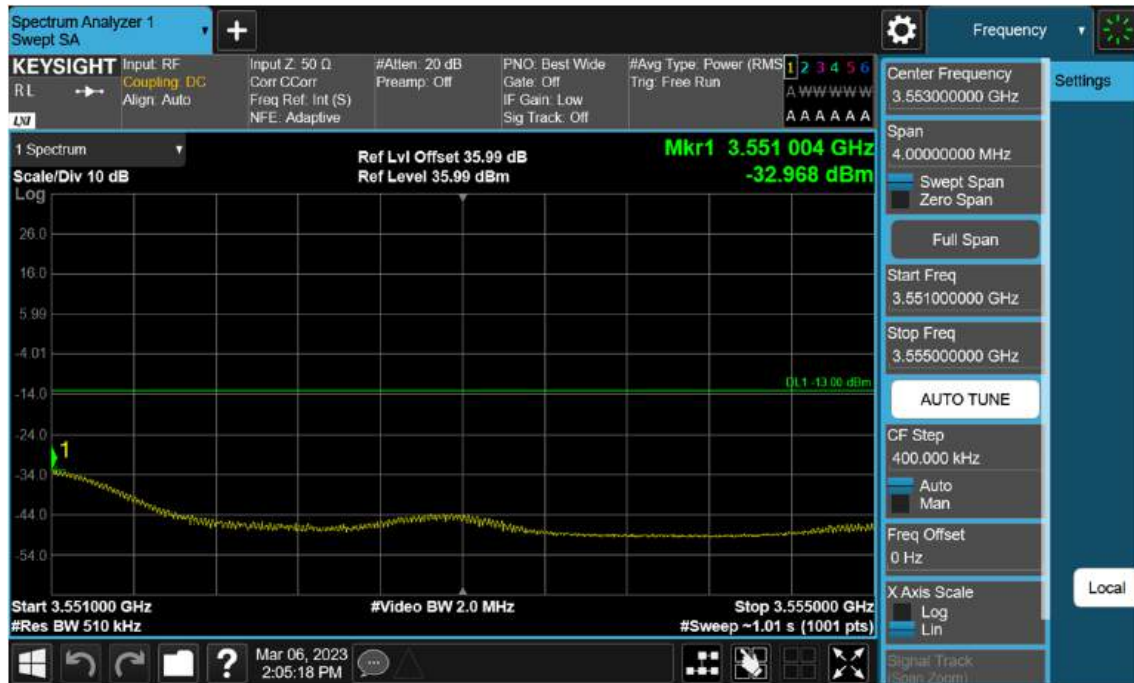 Spectrum Analyzer 1
Swept SA
Frequency
KEYSIGHT
RL
LXI
Input: RF
Coupling: DC
Align: Auto
Input Z: 50 Ω
Corr CCorr
Freq Ref: Int (S)
NFE: Adaptive
#Atten: 20 dB
Preamp: Off
PNO: Best Wide
Gate: Off
IF Gain: Low
Sig Track: Off
#Avg Type: Power (RMS
Trig: Free Run
1 2 3 4 5 6
A W W W W W
A A A A A A
1 Spectrum
Scale/Div 10 dB
Ref Lvl Offset 35.99 dB
Ref Level 35.99 dBm
Mkr1 3.551 004 GHz
-32.968 dBm
Log
26.0
16.0
5.99
-4.01
DL1 -13.00 dBm
-14.0
-24.0
1
-34.0
-44.0
-54.0
Start 3.551000 GHz
#Res BW 510 kHz
#Video BW 2.0 MHz
Stop 3.555000 GHz
#Sweep ~1.01 s (1001 pts)
Center Frequency
3.553000000 GHz
Settings
Span
4.00000000 MHz
Swept Span
Zero Span
Full Span
Start Freq
3.551000000 GHz
Stop Freq
3.555000000 GHz
AUTO TUNE
CF Step
400.000 kHz
Auto
Man
Freq Offset
0 Hz
X Axis Scale
Log
Lin
Local
Signal Track
(Span Zoom)
?
Mar 06, 2023
2:05:18 PM